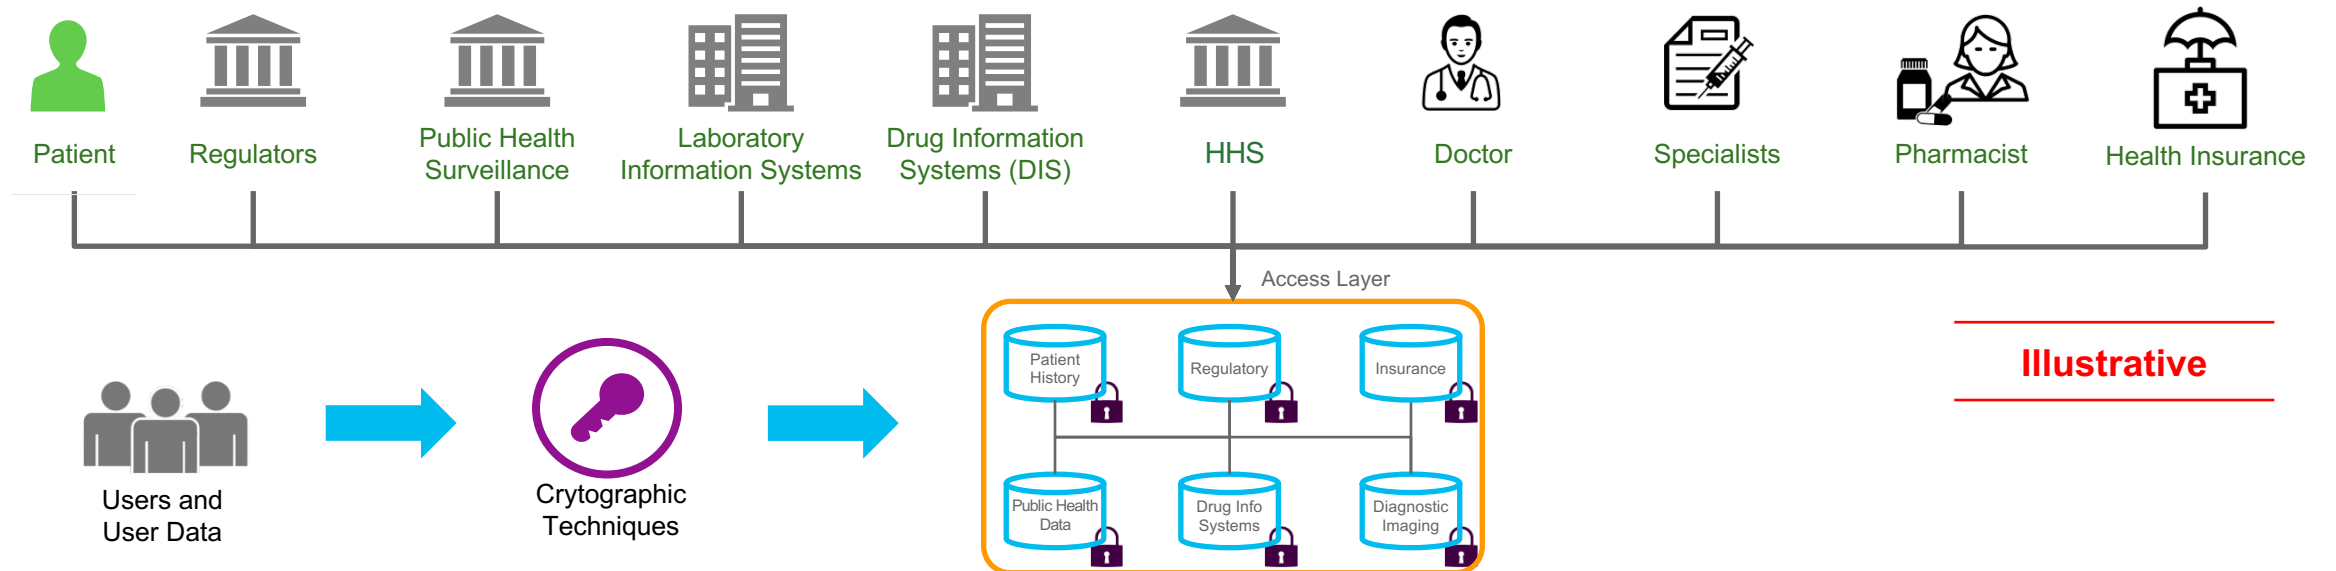 Patient
Regulators
Public Health
Surveillance
Laboratory
Information Systems
Drug Information
Systems (DIS)
HHS
Doctor
Specialists
Pharmacist
Health Insurance
Access Layer
Patient
History
Regulatory
Insurance
Illustrative
Users and
User Data
Crytographic
Techniques
Public Health
Data
Drug Info
Systems
Diagnostic
Imaging